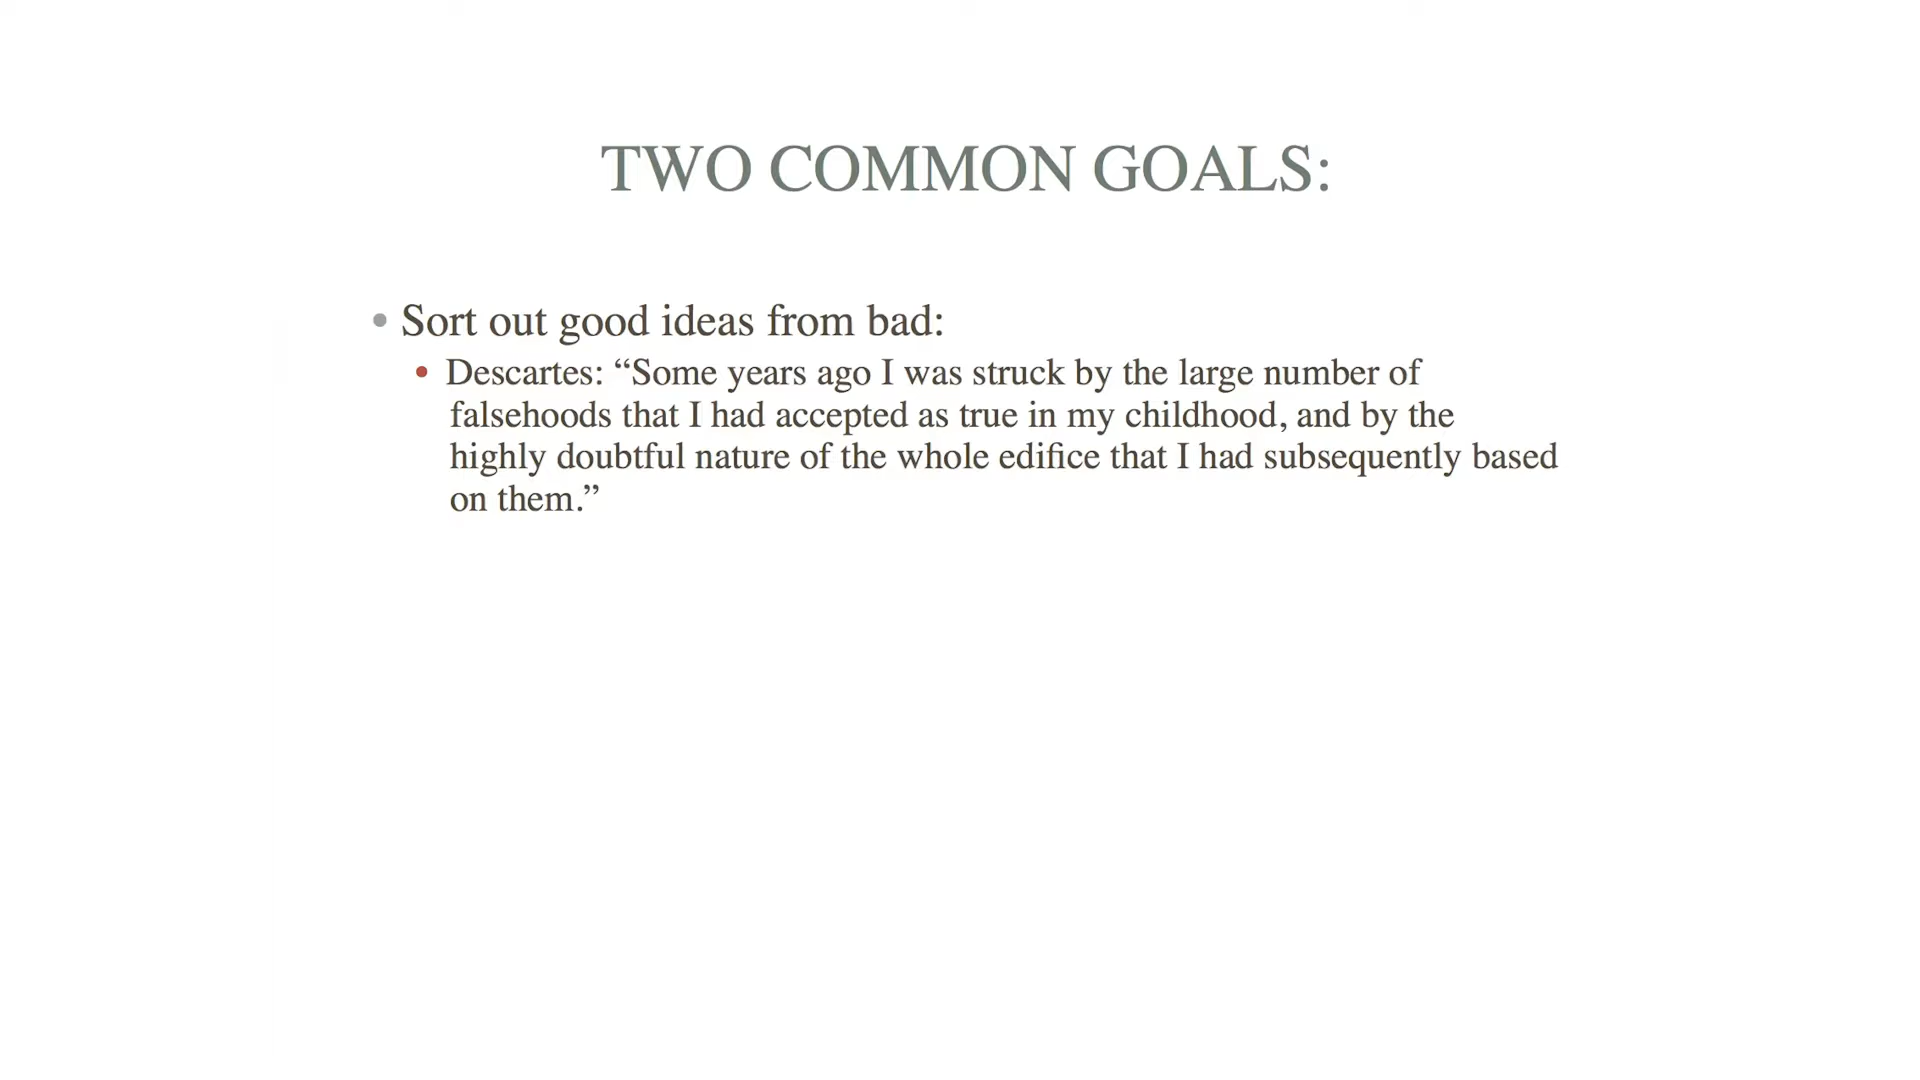 TWO COMMON GOALS:
• Sort out good ideas from bad:
• Descartes: “Some years ago I was struck by the large number of
falsehoods that I had accepted as true in my childhood, and by the
highly doubtful nature of the whole edifice that I had subsequently based
on them.”